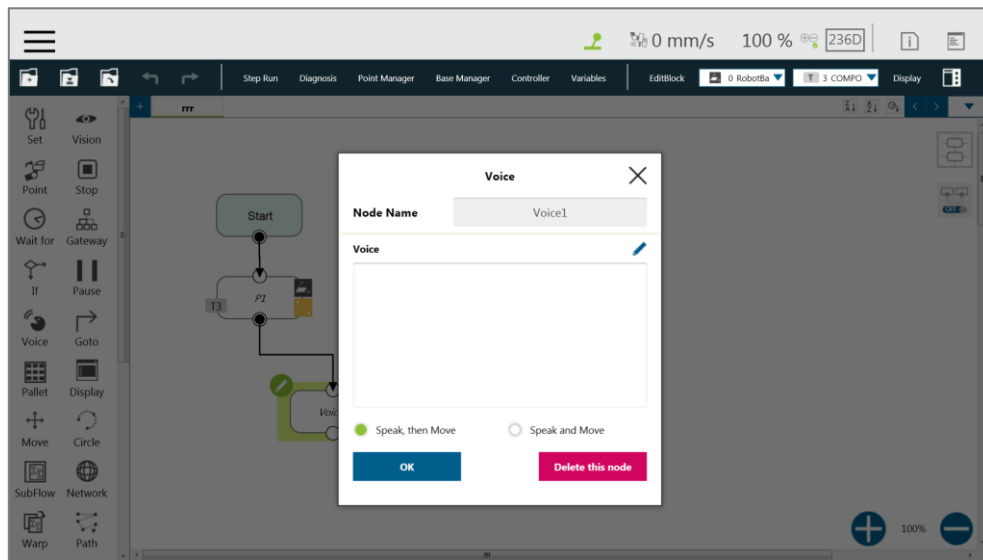 0 mm/s 100 % 236D
Step Run Diagnosis Point Manager Base Manager Controller Variables EditBlock 0 RobotBa T 3 COMPO Display
rrr
Set Vision
Point Stop
Wait for Gateway
If Pause
Voice Goto
Pallet Display
Move Circle
SubFlow Network
Warp Path
Start
T3 P1
Voic
OFF
Voice
Node Name Voice1
Voice
Speak, then Move Speak and Move
OK Delete this node
100%